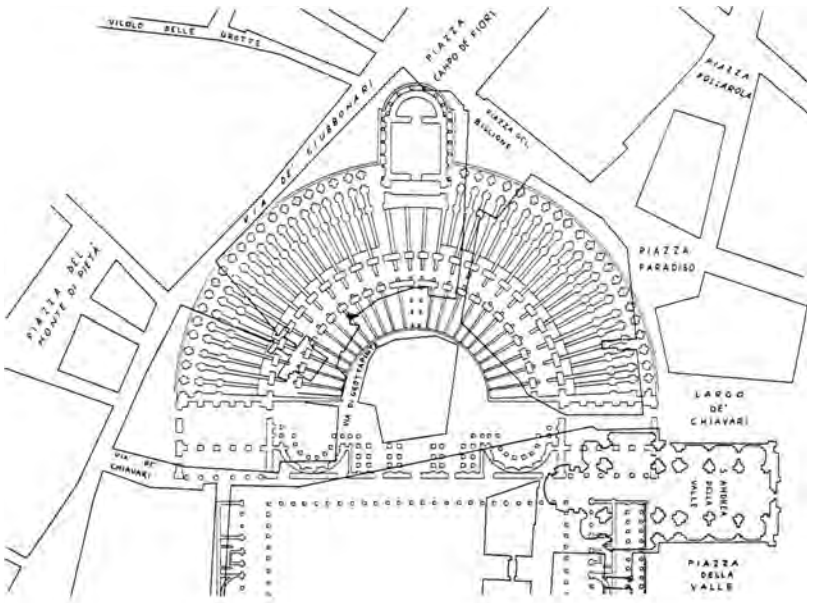 VICOLO DELLE GROTTE
PIAZZA
CAMPO DE' FIORI
PIAZZA
POLLAROLA
VIA DE' GIUBBONARI
PIAZZA DEL
BISCIONE
PIAZZA
PARADISO
PIAZZA DEL
MONTE DI PIETÀ
VIA DI GROTTAPINTA
LARGO
DE'
CHIAVARI
VIA DE'
CHIAVARI
S. ANDREA
DELLA
VALLE
PIAZZA
DELLA
VALLE